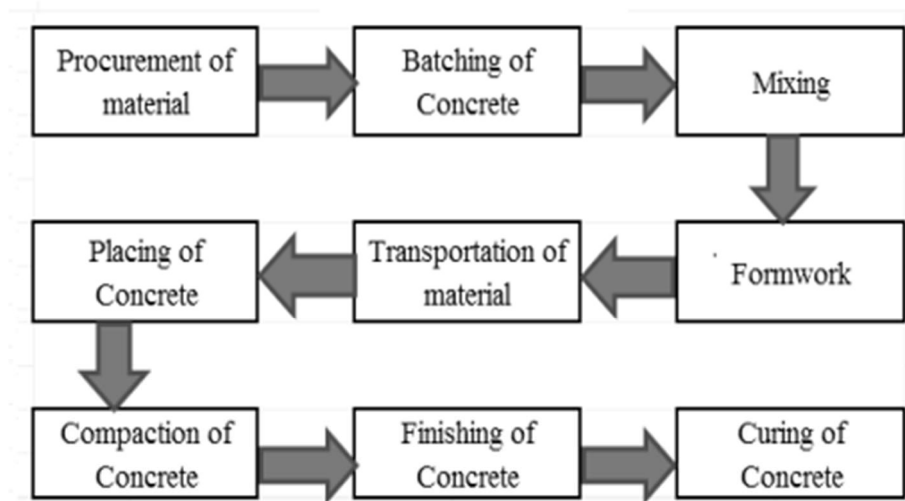 Procurement of
material
Batching of
Concrete
Mixing
Formwork
Transportation of
material
Placing of
Concrete
Compaction of
Concrete
Finishing of
Concrete
Curing of
Concrete